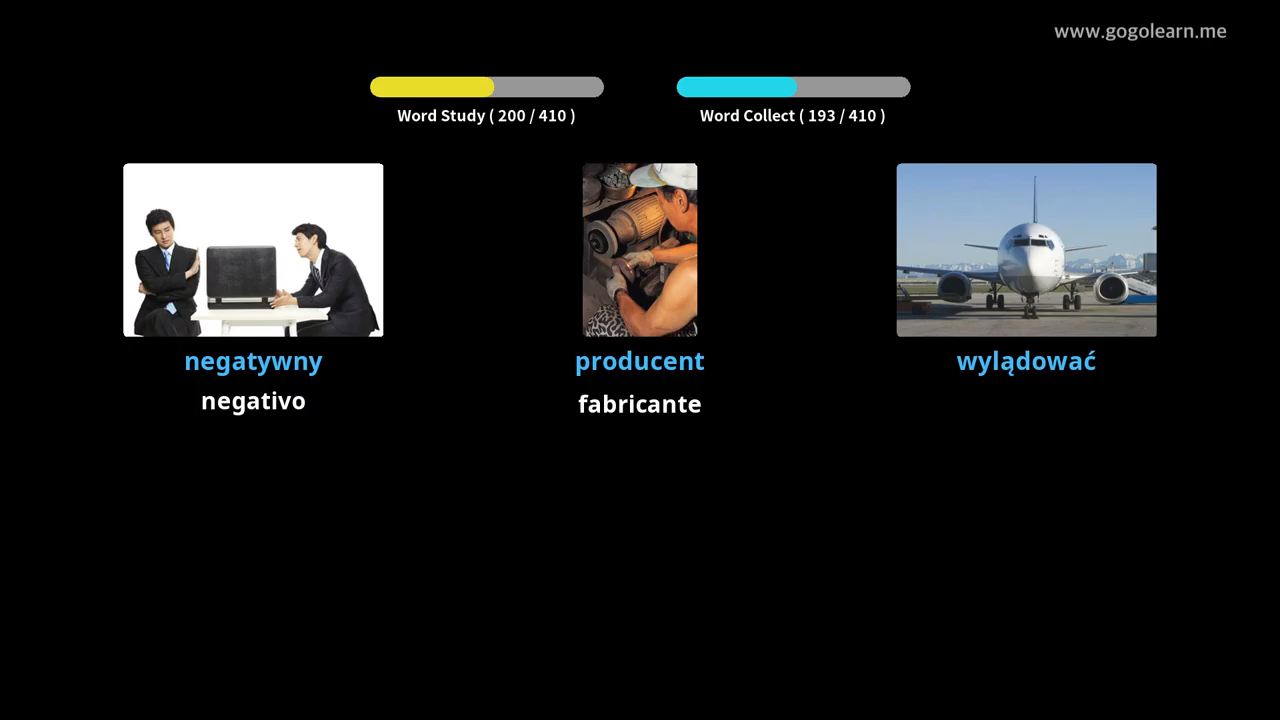 www.gogolearn.me
Word Study ( 200 / 410 )
Word Collect ( 193 / 410 )
negatywny
producent
wylądować
negativo
fabricante